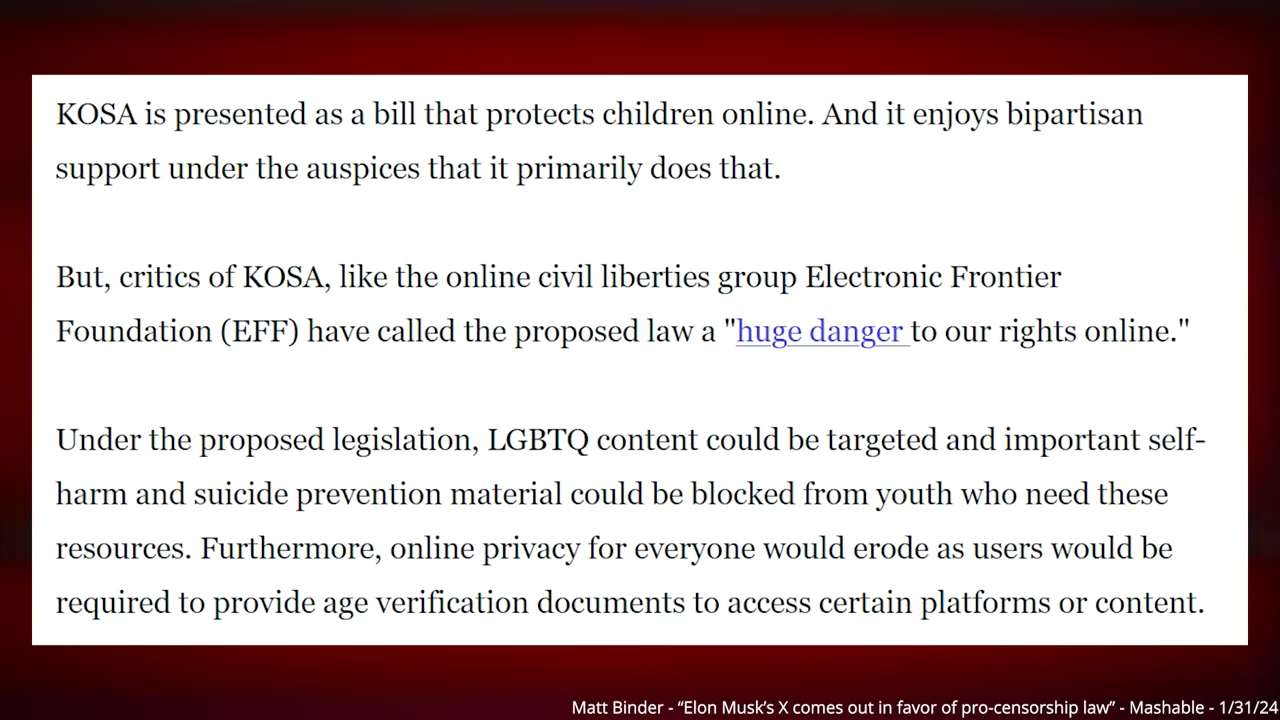 KOSA is presented as a bill that protects children online. And it enjoys bipartisan
support under the auspices that it primarily does that.
But, critics of KOSA, like the online civil liberties group Electronic Frontier
Foundation (EFF) have called the proposed law a "huge danger to our rights online."
Under the proposed legislation, LGBTQ content could be targeted and important self-
harm and suicide prevention material could be blocked from youth who need these
resources. Furthermore, online privacy for everyone would erode as users would be
required to provide age verification documents to access certain platforms or content.
Matt Binder - “Elon Musk’s X comes out in favor of pro-censorship law” - Mashable - 1/31/24